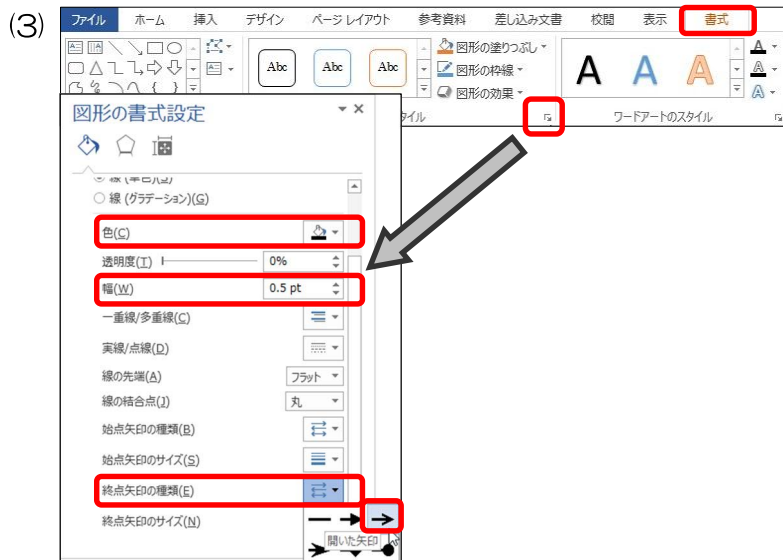 (3)
ファイル ホーム 挿入 デザイン ページ レイアウト 参考資料 差し込み文書 校閲 表示 書式
Abc Abc Abc
図形の塗りつぶし
図形の枠線
図形の効果
A A A
A
A
A
タイル
ワードアートのスタイル
図形の書式設定
線 (単色)(S)
線 (グラデーション)(G)
色(C)
透明度(T) 0%
幅(W) 0.5 pt
一重線/多重線(C)
実線/点線(D)
線の先端(A) フラット
線の結合点(J) 丸
始点矢印の種類(B)
始点矢印のサイズ(S)
終点矢印の種類(E)
終点矢印のサイズ(N)
開いた矢印